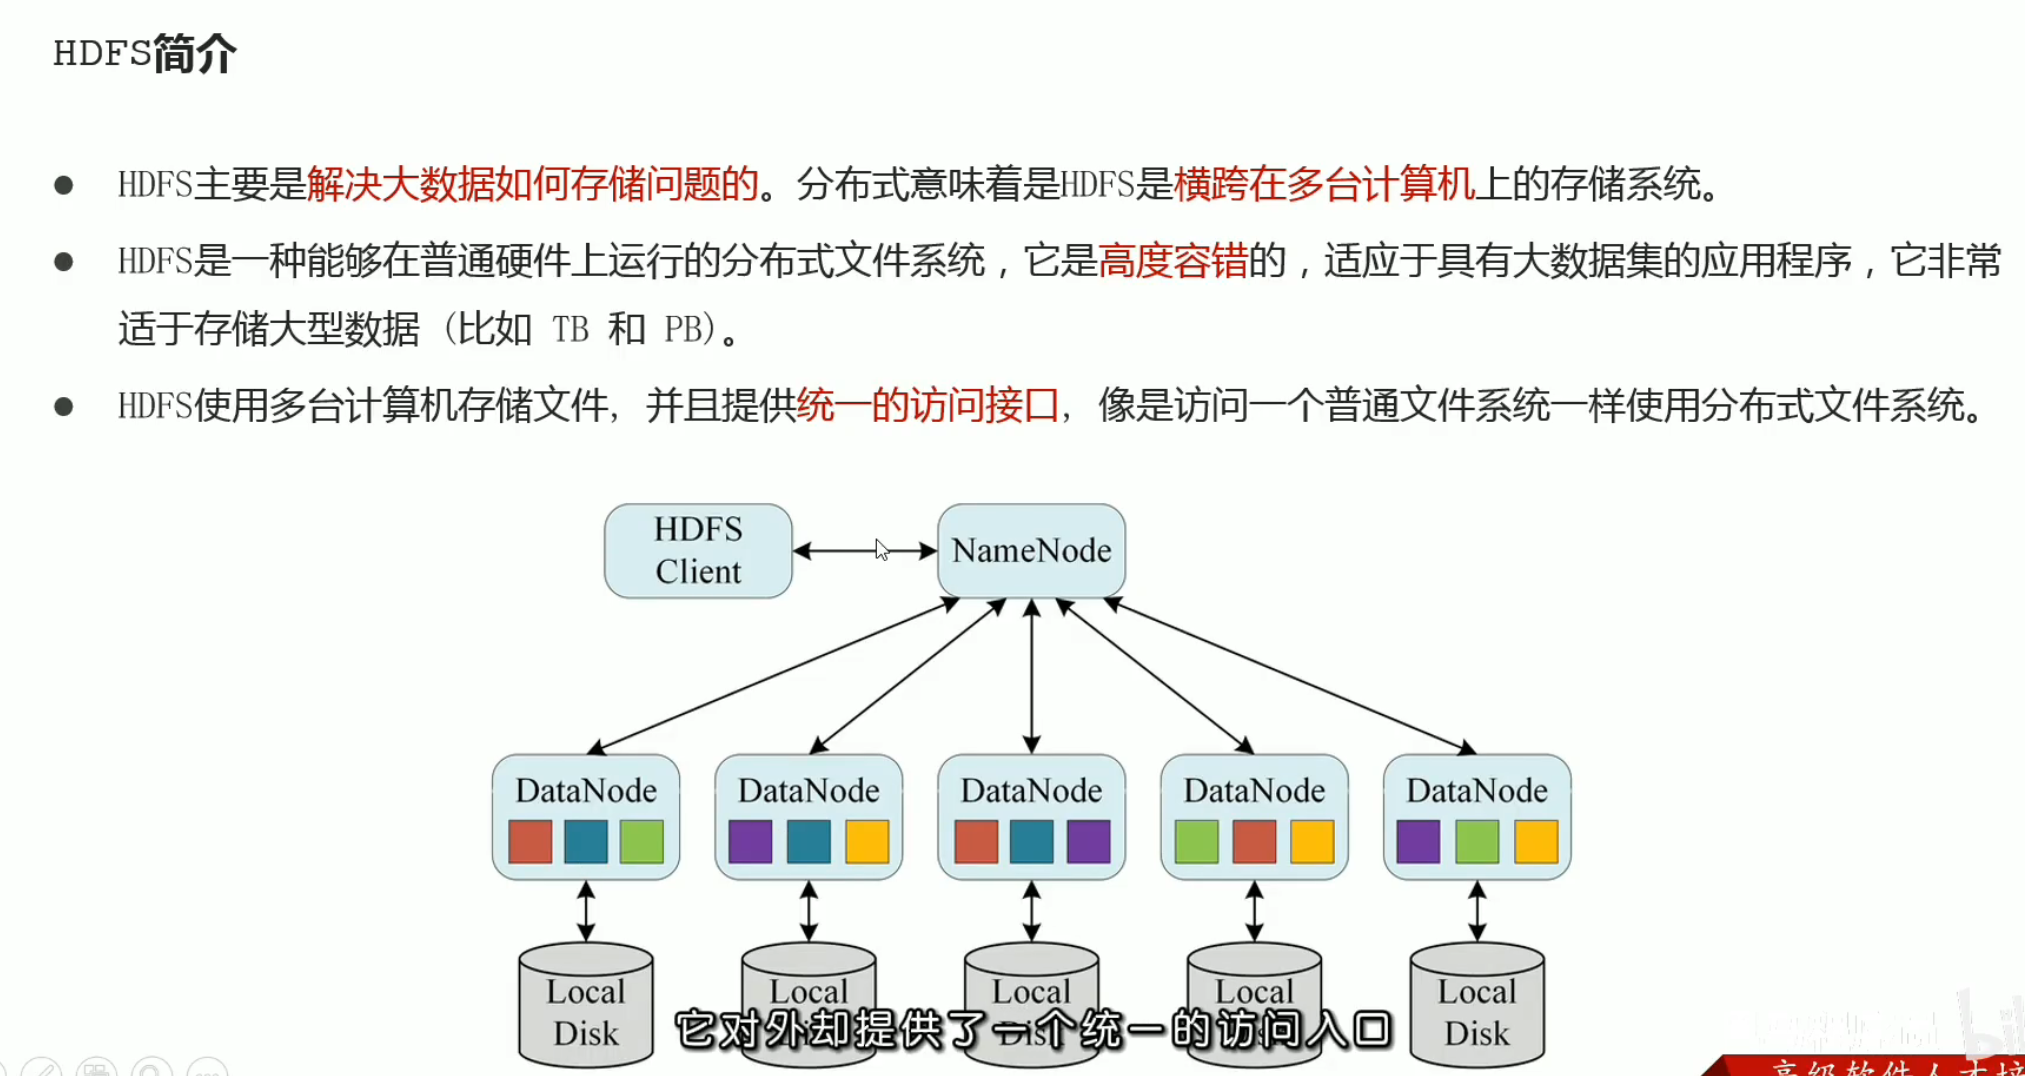 HDFS简介
● HDFS主要是解决大数据如何存储问题的。分布式意味着是HDFS是横跨在多台计算机上的存储系统。
● HDFS是一种能够在普通硬件上运行的分布式文件系统，它是高度容错的，适应于具有大数据集的应用程序，它非常
适于存储大型数据 (比如 TB 和 PB)。
● HDFS使用多台计算机存储文件, 并且提供统一的访问接口, 像是访问一个普通文件系统一样使用分布式文件系统。
HDFS
Client
NameNode
DataNode
DataNode
DataNode
DataNode
DataNode
Local
Disk
Local
Local
Local
Local
Disk
它对外却提供了一个统一的访问入口
高级软件人才培